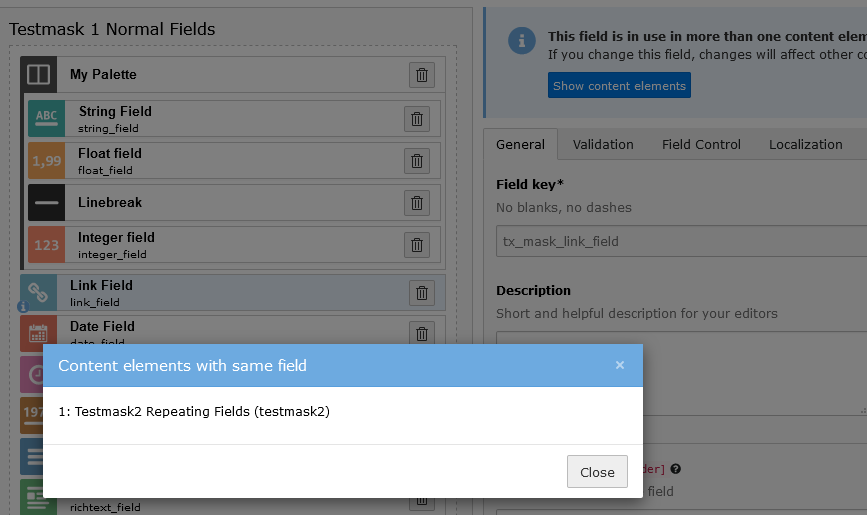 Testmask 1 Normal Fields
My Palette
ABC
String Field
string_field
1,99
Float field
float_field
Linebreak
123
Integer field
integer_field
Link Field
link_field
Date Field
date_field
197
richtext_field
This field is in use in more than one content elem
If you change this field, changes will affect other co
Show content elements
General
Validation
Field Control
Localization
Field key*
No blanks, no dashes
tx_mask_link_field
Description
Short and helpful description for your editors
der]
field
Content elements with same field
×
1: Testmask2 Repeating Fields (testmask2)
Close